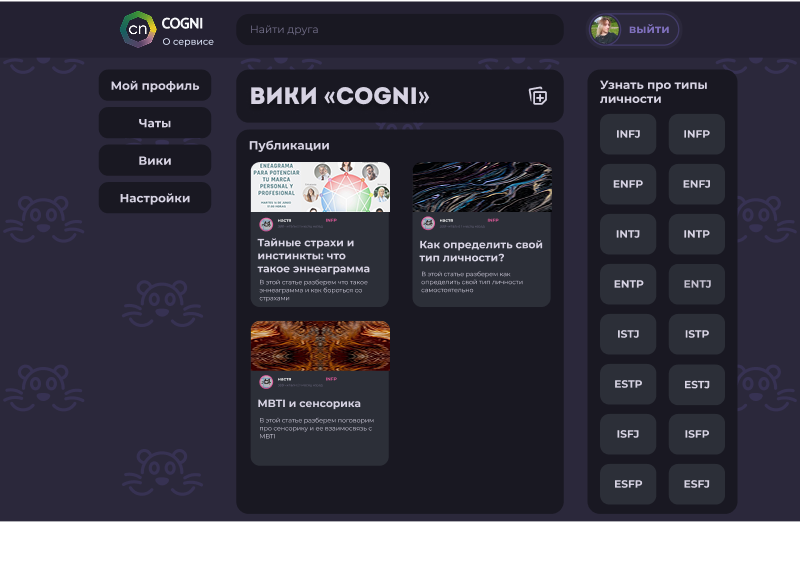 cn
COGNI
О сервисе
Найти друга
выйти
Мой профиль
Чаты
Вики
Настройки
ВИКИ «COGNI»
Публикации
ENEAGRAMA
PARA POTENCIAR
TU MARCA
PERSONAL Y
PROFESIONAL
настя
INFP
Тайные страхи и
инстинкты: что
такое эннеаграмма
В этой статье разберем что такое
эннеаграмма и как бороться со
страхами
настя
INFP
Как определить свой
тип личности?
В этой статье разберем как
определить свой тип личности
самостоятельно
настя
INFP
MBTI и сенсорика
В этой статье разберем поговорим
про сенсорику и ее взаимосвязь с
MBTI
Узнать про типы
личности
INFJ
INFP
ENFP
ENFJ
INTJ
INTP
ENTP
ENTJ
ISTJ
ISTP
ESTP
ESTJ
ISFJ
ISFP
ESFP
ESFJ